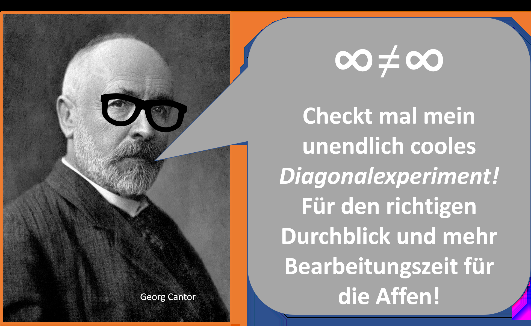 ∞≠∞
Checkt mal mein
unendlich cooles
Diagonalexperiment!
Für den richtigen
Durchblick und mehr
Bearbeitungszeit für
die Affen!
Georg Cantor